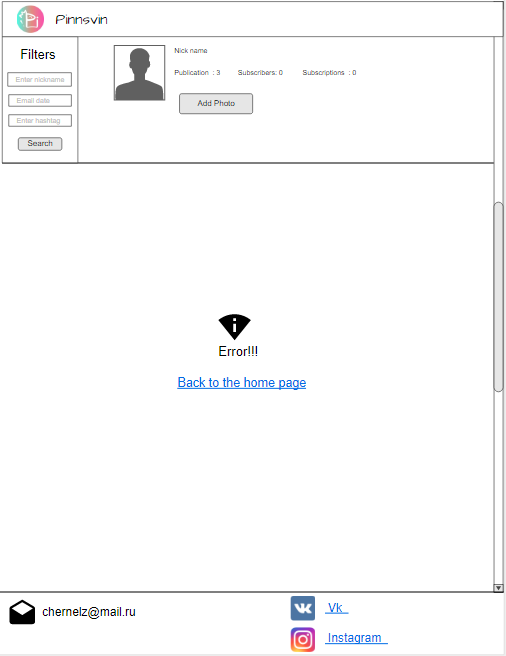 Pinnsvin
Filters
Enter nickname
Email date
Enter hashtag
Search
Nick name
Publication : 3 Subscribers: 0 Subscriptions : 0
Add Photo
Error!!!
Back to the home page
chernelz@mail.ru
Vk
Instagram